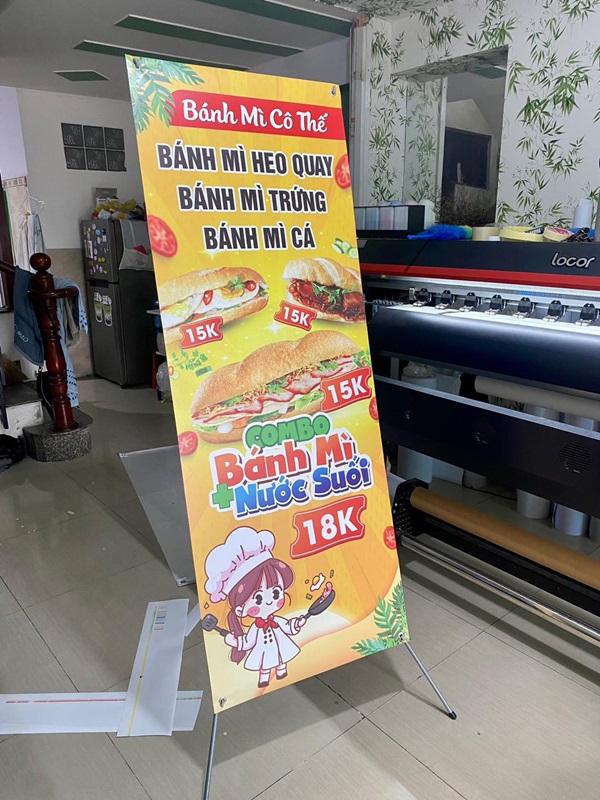 Bánh Mì Cô Thế
BÁNH MÌ HEO QUAY
BÁNH MÌ TRỨNG
BÁNH MÌ CÁ
15K
15K
15K
COMBO
Bánh Mì
+ Nước Suối
18K
locor